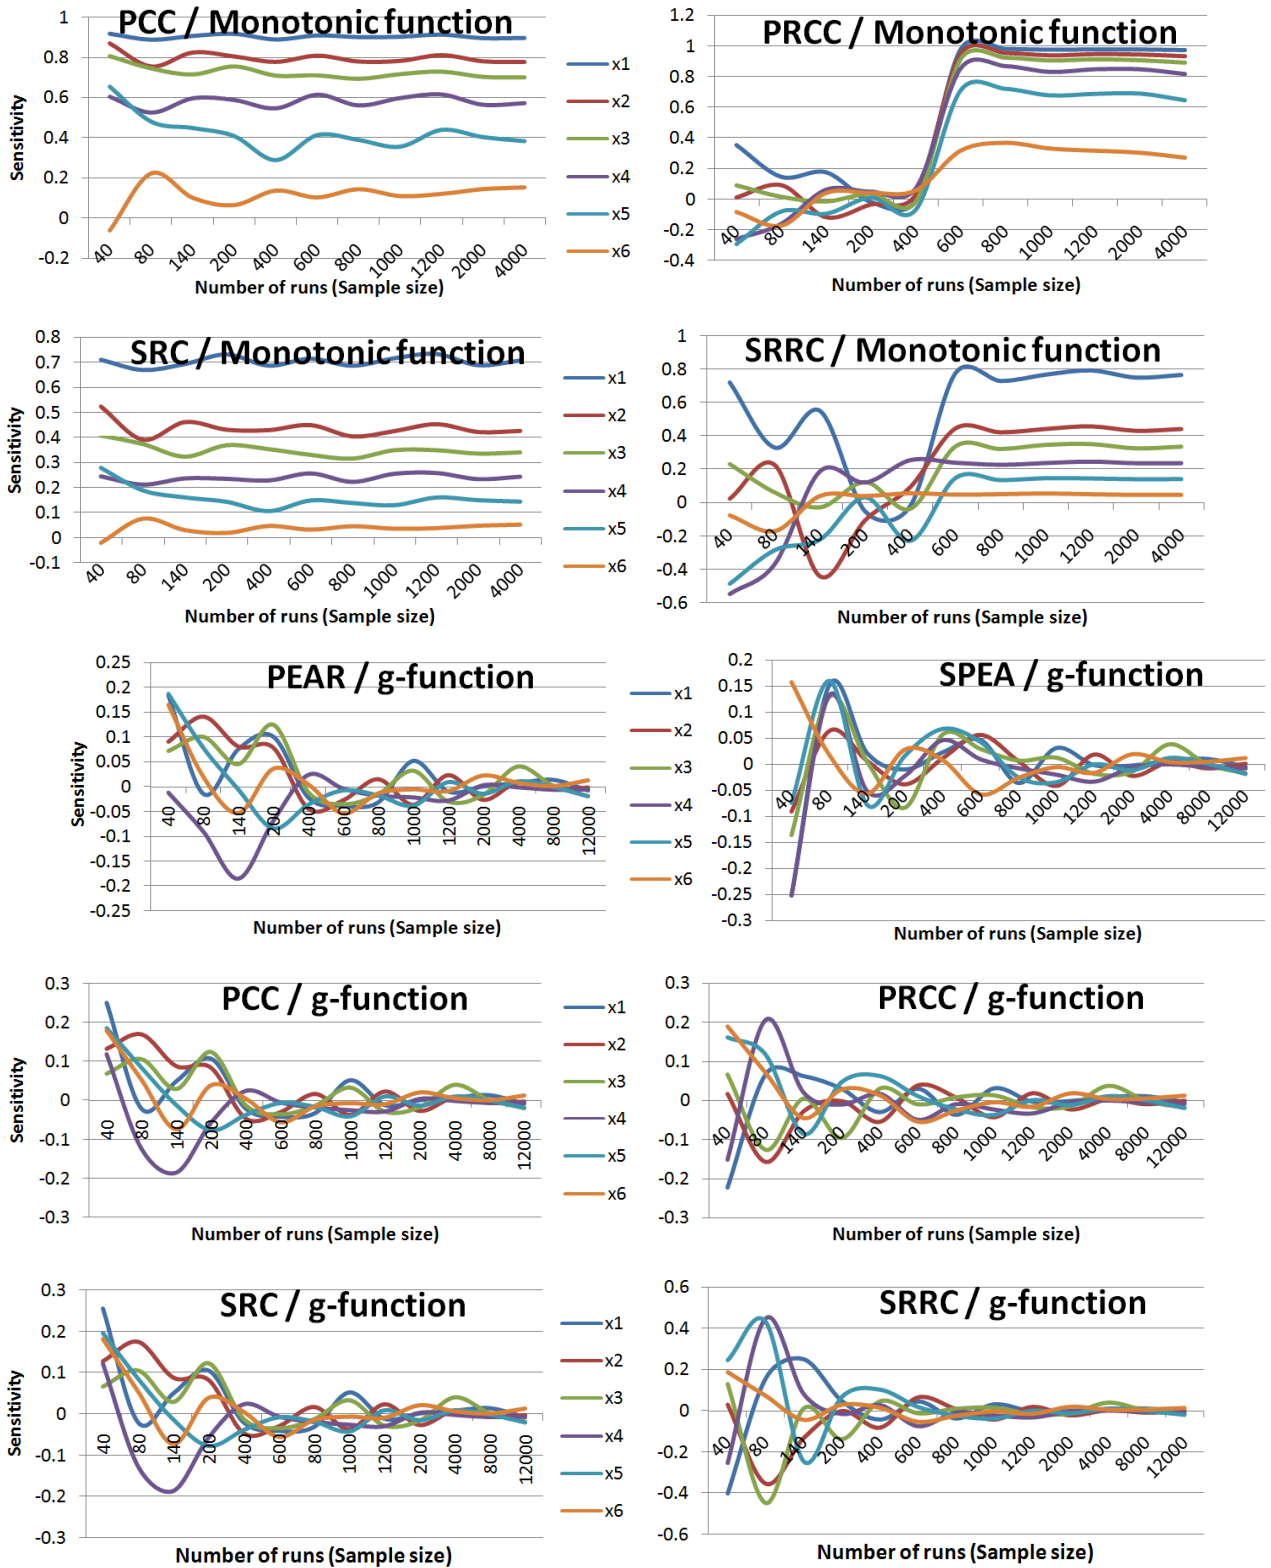 PCC / Monotonic function
1
0.8
0.6
0.4
0.2
0
-0.2
Sensitivity
40 80 140 200 400 600 800 1000 1200 2000 4000
Number of runs (Sample size)
x1
x2
x3
x4
x5
x6
PRCC / Monotonic function
1.2
1
0.8
0.6
0.4
0.2
0
-0.2
-0.4
40 80 140 200 400 600 800 1000 1200 2000 4000
Number of runs (Sample size)
SRC / Monotonic function
0.8
0.7
0.6
0.5
0.4
0.3
0.2
0.1
0
-0.1
Sensitivity
40 80 140 200 400 600 800 1000 1200 2000 4000
Number of runs (Sample size)
x1
x2
x3
x4
x5
x6
SRRC / Monotonic function
1
0.8
0.6
0.4
0.2
0
-0.2
-0.4
-0.6
40 80 140 200 400 600 800 1000 1200 2000 4000
Number of runs (Sample size)
PEAR / g-function
0.25
0.2
0.15
0.1
0.05
0
-0.05
-0.1
-0.15
-0.2
-0.25
Sensitivity
40 80 140 200 400 600 800 1000 1200 2000 4000 8000 12000
Number of runs (Sample size)
x1
x2
x3
x4
x5
x6
SPEA / g-function
0.2
0.15
0.1
0.05
0
-0.05
-0.1
-0.15
-0.2
-0.25
-0.3
40 80 140 200 400 600 800 1000 1200 2000 4000 8000 12000
Number of runs (Sample size)
PCC / g-function
0.3
0.2
0.1
0
-0.1
-0.2
-0.3
Sensitivity
40 80 140 200 400 600 800 1000 1200 2000 4000 8000 12000
Number of runs (Sample size)
x1
x2
x3
x4
x5
x6
PRCC / g-function
0.3
0.2
0.1
0
-0.1
-0.2
-0.3
40 80 140 200 400 600 800 1000 1200 2000 4000 8000 12000
Number of runs (Sample size)
SRC / g-function
0.3
0.2
0.1
0
-0.1
-0.2
-0.3
Sensitivity
40 80 140 200 400 600 800 1000 1200 2000 4000 8000 12000
Number of runs (Sample size)
x1
x2
x3
x4
x5
x6
SRRC / g-function
0.6
0.4
0.2
0
-0.2
-0.4
-0.6
40 80 140 200 400 600 800 1000 1200 2000 4000 8000 12000
Number of runs (Sample size)